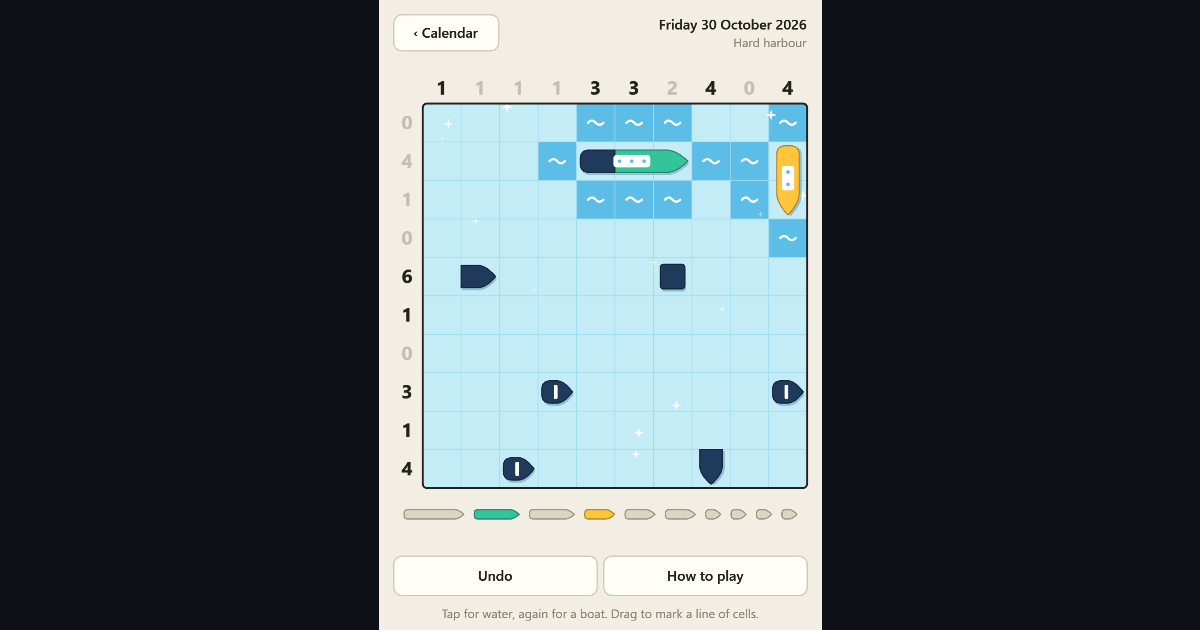 ‹ Calendar
Friday 30 October 2026
Hard harbour
1 1 1 1 3 3 2 4 0 4
0
4
1
0
6
1
0
3
1
4
Undo
How to play
Tap for water, again for a boat. Drag to mark a line of cells.